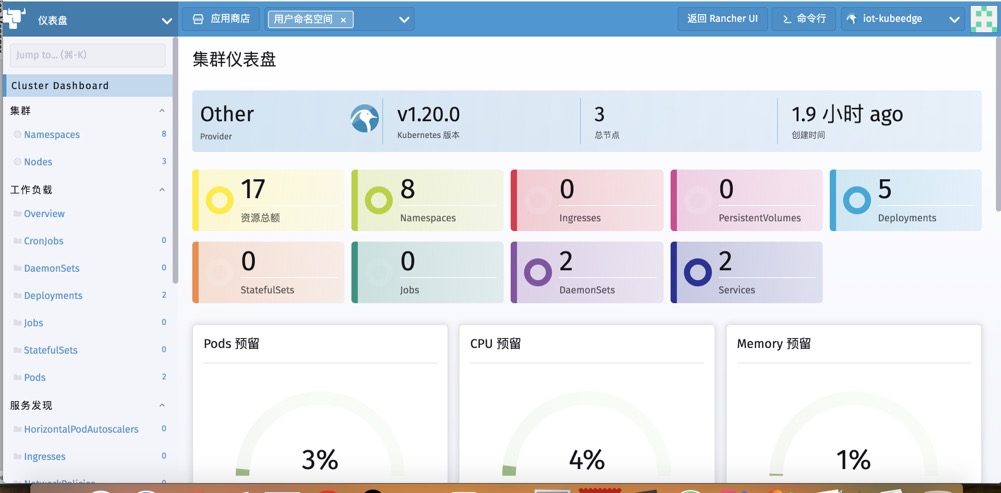 仪表盘
应用商店
用户命名空间 ×
返回 Rancher UI
命令行
iot-kubeedge
Jump to... (⌘-K)
Cluster Dashboard
集群
Namespaces 8
Nodes 3
工作负载
Overview
CronJobs 0
DaemonSets 0
Deployments 2
Jobs 0
StatefulSets 0
Pods 2
服务发现
HorizontalPodAutoscalers 0
Ingresses 0
NetworkPolicies 0
集群仪表盘
Other
Provider
v1.20.0
Kubernetes 版本
3
总节点
1.9 小时 ago
创建时间
17
资源总额
8
Namespaces
0
Ingresses
0
PersistentVolumes
5
Deployments
0
StatefulSets
0
Jobs
2
DaemonSets
2
Services
Pods 预留
3%
CPU 预留
4%
Memory 预留
1%